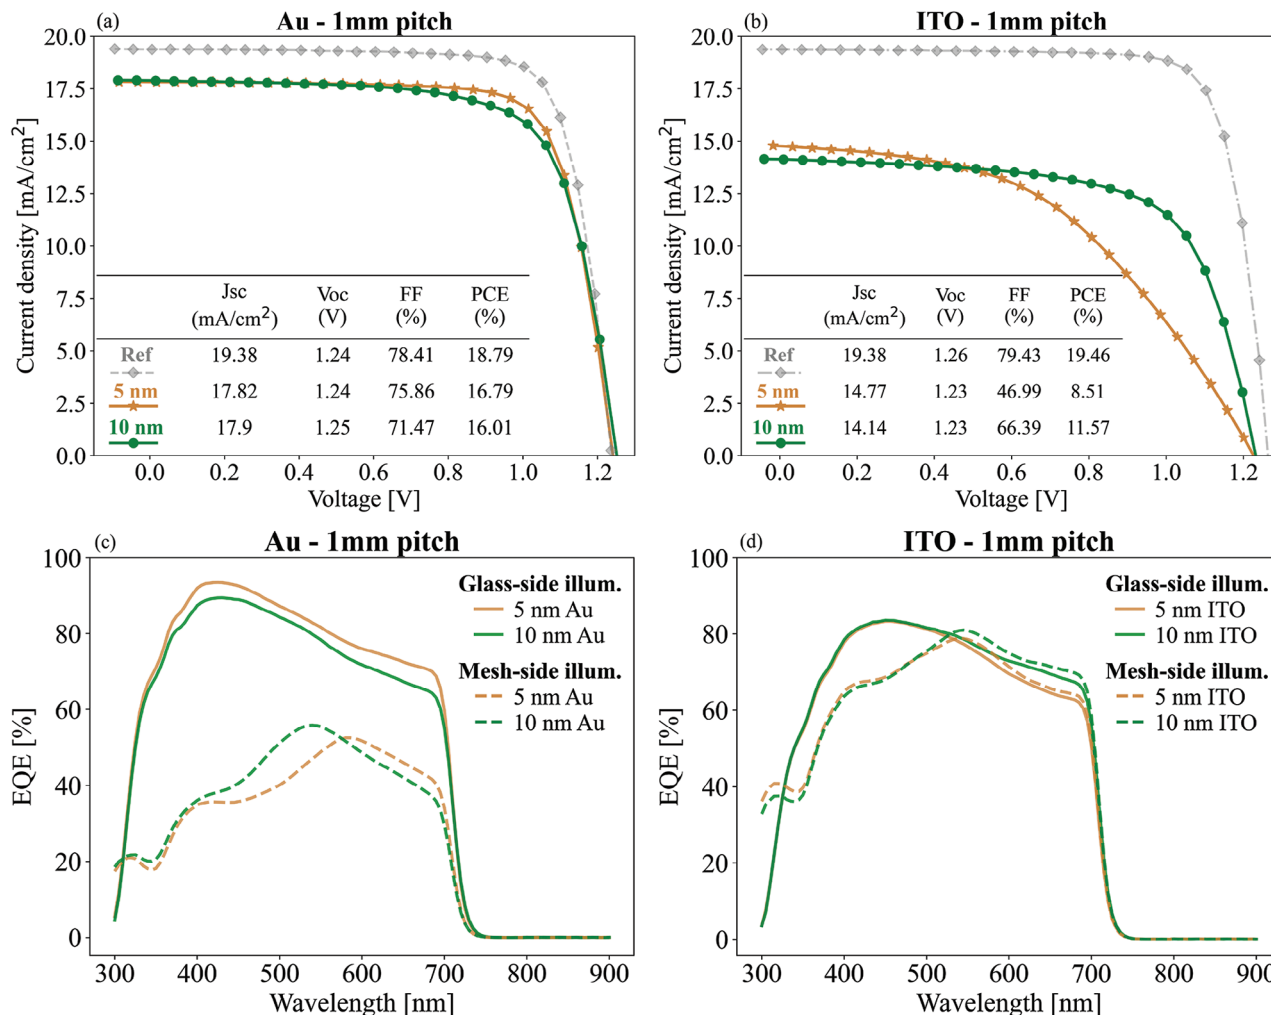 (a) Au - 1mm pitch
20.0
17.5
15.0
12.5
10.0
7.5
5.0
2.5
0.0
Current density [mA/cm²]
Jsc Voc FF PCE
(mA/cm²) (V) (%) (%)
Ref 19.38 1.24 78.41 18.79
5 nm 17.82 1.24 75.86 16.79
10 nm 17.9 1.25 71.47 16.01
0.0 0.2 0.4 0.6 0.8 1.0 1.2
Voltage [V]
(b) ITO - 1mm pitch
20.0
17.5
15.0
12.5
10.0
7.5
5.0
2.5
0.0
Current density [mA/cm²]
Jsc Voc FF PCE
(mA/cm²) (V) (%) (%)
Ref 19.38 1.26 79.43 19.46
5 nm 14.77 1.23 46.99 8.51
10 nm 14.14 1.23 66.39 11.57
0.0 0.2 0.4 0.6 0.8 1.0 1.2
Voltage [V]
(c) Au - 1mm pitch
100
80
60
40
20
0
EQE [%]
Glass-side illum.
5 nm Au
10 nm Au
Mesh-side illum.
5 nm Au
10 nm Au
300 400 500 600 700 800 900
Wavelength [nm]
(d) ITO - 1mm pitch
100
80
60
40
20
0
EQE [%]
Glass-side illum.
5 nm ITO
10 nm ITO
Mesh-side illum.
5 nm ITO
10 nm ITO
300 400 500 600 700 800 900
Wavelength [nm]